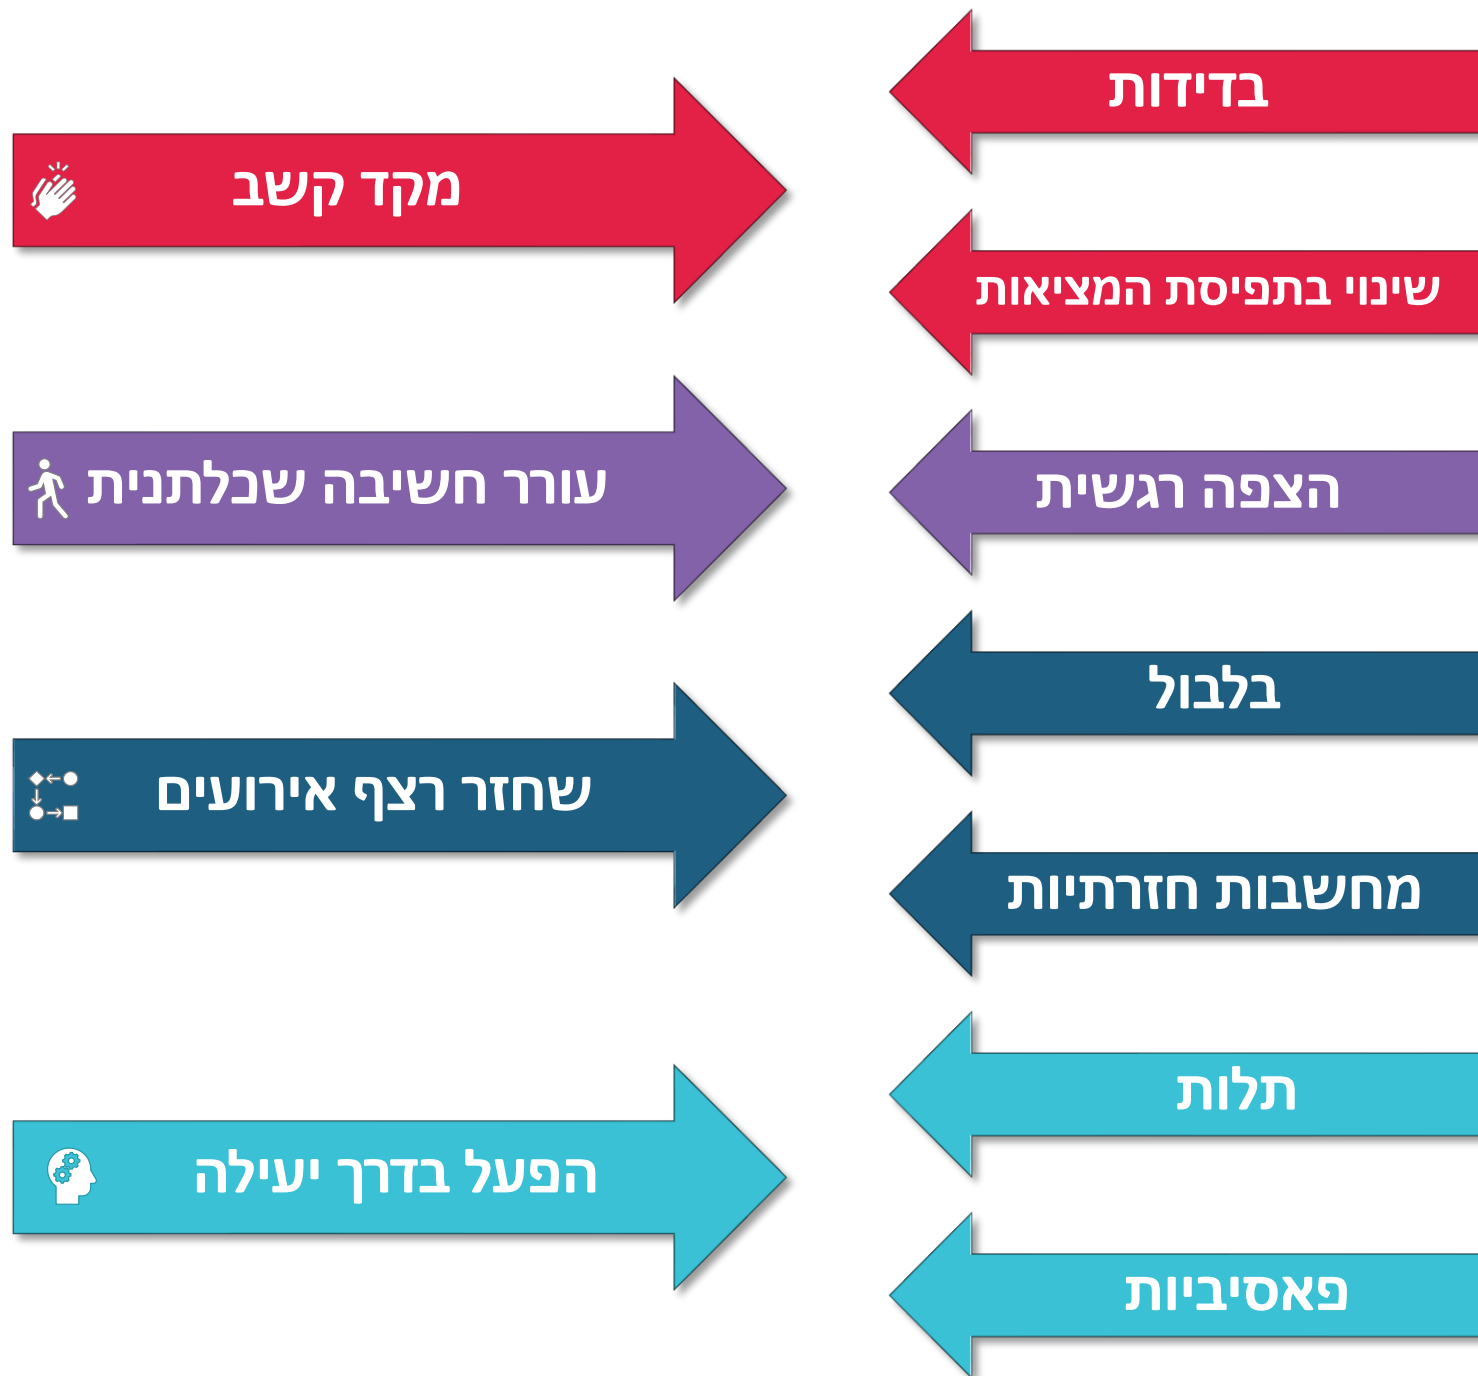 בדידות
שינוי בתפיסת המציאות
הצפה רגשית
בלבול
מחשבות חזרתיות
תלות
פאסיביות
מקד קשב
עורר חשיבה שכלתנית
שחזר רצף אירועים
הפעל בדרך יעילה